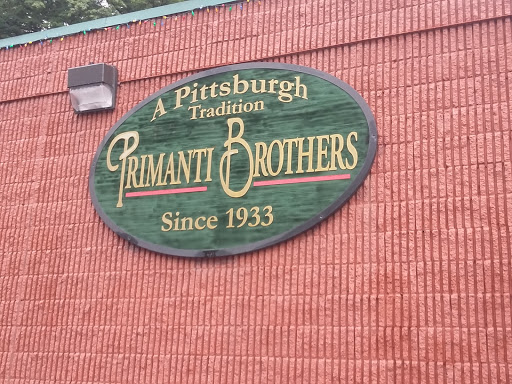 A Pittsburgh
Tradition
PRIMANTI BROTHERS
Since 1933